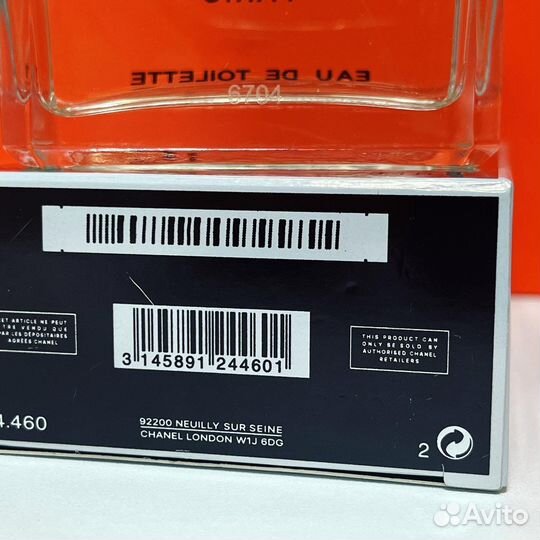 EAU DE TOILETTE
6704
CET ARTICLE NE PEUT
ETRE VENDU QUE
PAR LES DÉPOSITAIRES
AGRÉÉS CHANEL
3 145891 244601
THIS PRODUCT CAN
ONLY BE SOLD BY
AUTHORISED CHANEL
RETAILERS
4.460
92200 NEUILLY SUR SEINE
CHANEL LONDON W1J 6DG
2
Avito